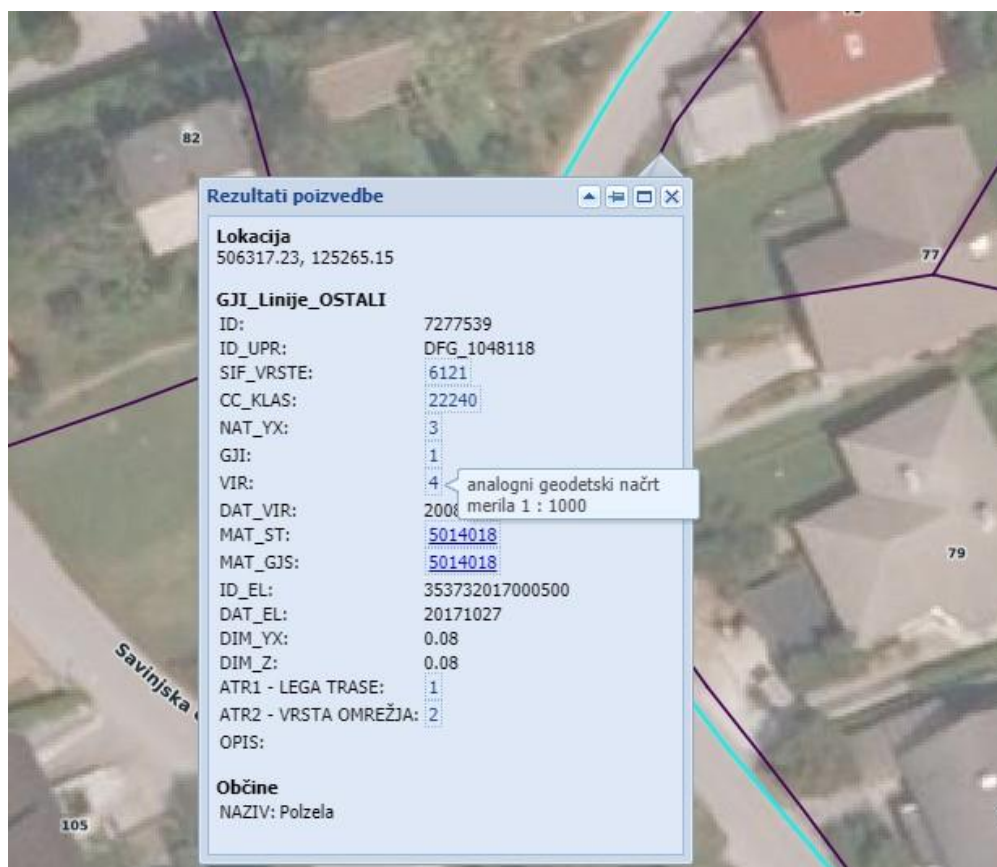 82
Rezultati poizvedbe
Lokacija
506317.23, 125265.15
77
GJI_Linije_OSTALI
ID: 7277539
ID_UPR: DFG_1048118
SIF_VRSTE: 6121
CC_KLAS: 22240
NAT_YX: 3
GJI: 1
VIR: 4
analogni geodetski načrt
merila 1 : 1000
DAT_VIR: 2008
MAT_ST: 5014018
MAT_GJS: 5014018
79
ID_EL: 353732017000500
DAT_EL: 20171027
DIM_YX: 0.08
DIM_Z: 0.08
Savinjska
ATR1 - LEGA TRASE: 1
ATR2 - VRSTA OMREŽJA: 2
OPIS:
Občine
NAZIV: Polzela
105